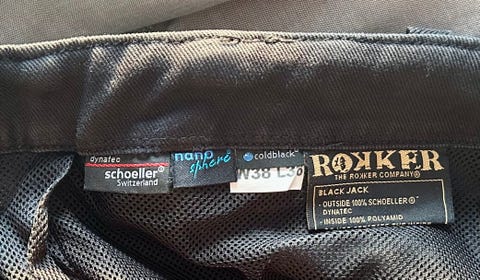 dynatec
schoeller®
Switzerland
nano
sphere®
coldblack™
W38 L36
ROKKER
THE ROKKER COMPANY®
BLACK JACK
- OUTSIDE 100% SCHOELLER®
DYNATEC
- INSIDE 100% POLYAMID